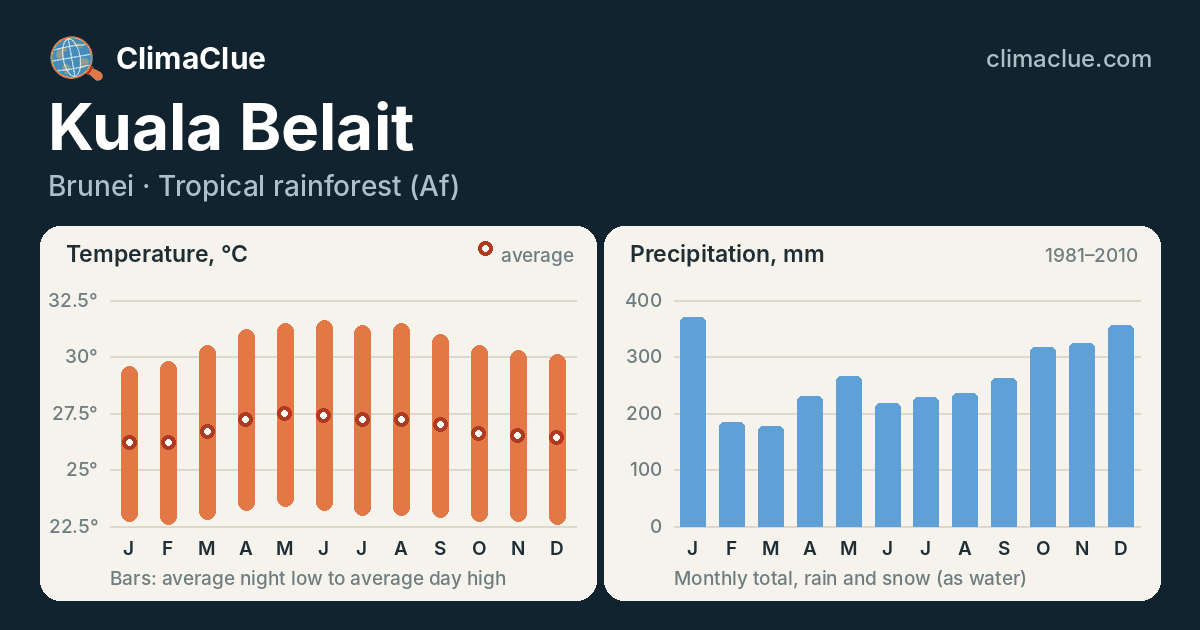 ClimaClue
climaclue.com
Kuala Belait
Brunei · Tropical rainforest (Af)
Temperature, °C
average
32.5°
30°
27.5°
25°
22.5°
J F M A M J J A S O N D
Bars: average night low to average day high
Precipitation, mm
1981–2010
400
300
200
100
0
J F M A M J J A S O N D
Monthly total, rain and snow (as water)